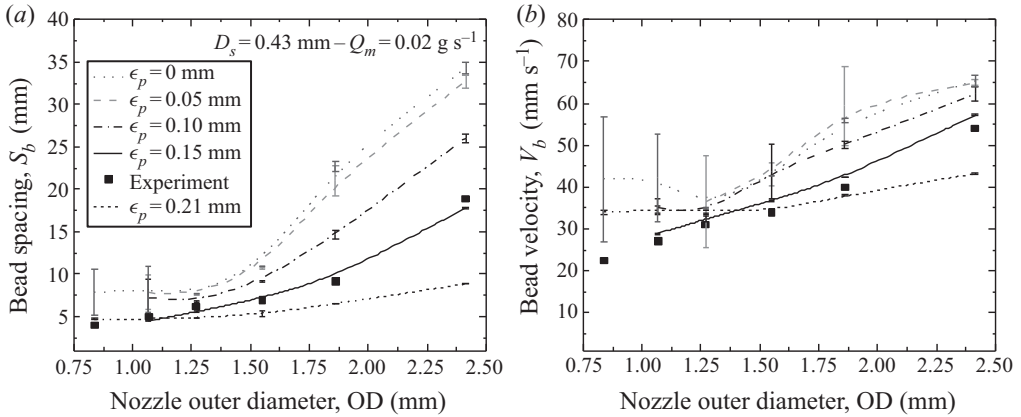 (a)
D_s = 0.43 mm – Q_m = 0.02 g s⁻¹
ϵ_p = 0 mm
ϵ_p = 0.05 mm
ϵ_p = 0.10 mm
ϵ_p = 0.15 mm
Experiment
ϵ_p = 0.21 mm
Bead spacing, S_b (mm)
40
35
30
25
20
15
10
5
0.75 1.00 1.25 1.50 1.75 2.00 2.25 2.50
Nozzle outer diameter, OD (mm)
(b)
Bead velocity, V_b (mm s⁻¹)
80
70
60
50
40
30
20
10
0.75 1.00 1.25 1.50 1.75 2.00 2.25 2.50
Nozzle outer diameter, OD (mm)